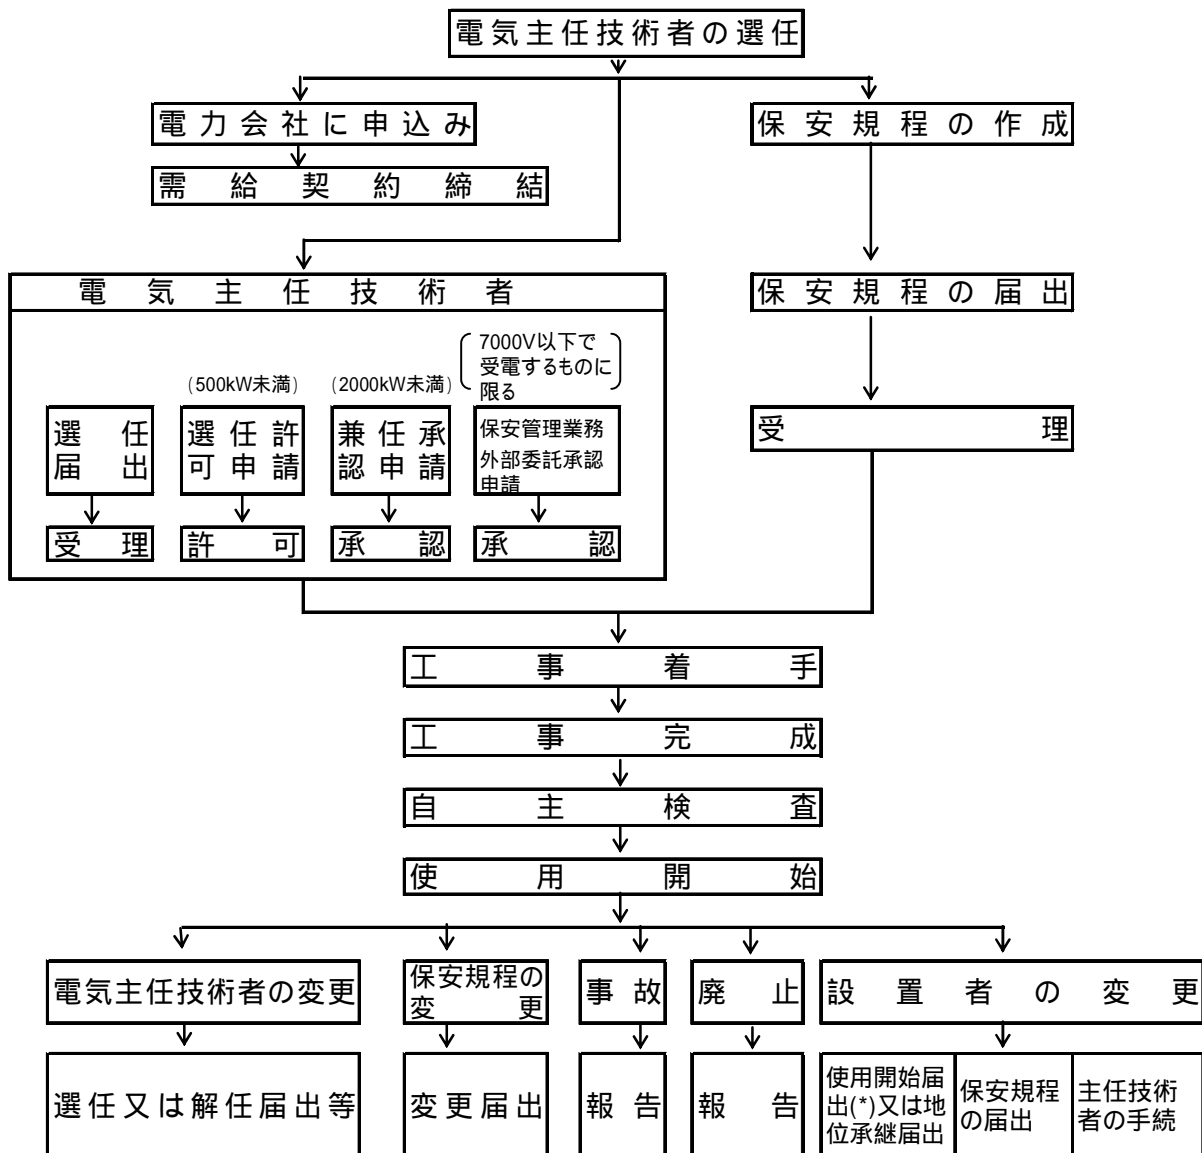 電気主任技術者の選任
電力会社に申込み
保安規程の作成
需給契約締結
電気主任技術者
保安規程の届出
7000V以下で
受電するものに
限る
(500kW未満)
(2000kW未満)
選任
届出
選任許
可申請
兼任承
認申請
保安管理業務
外部委託承認
申請
受理
受理
許可
承認
承認
工事着手
工事完成
自主検査
使用開始
電気主任技術者の変更
保安規程の
変更
事故
廃止
設置者の変更
選任又は解任届出等
変更届出
報告
報告
使用開始届
出(*)又は地
位承継届出
保安規程
の届出
主任技術
者の手続